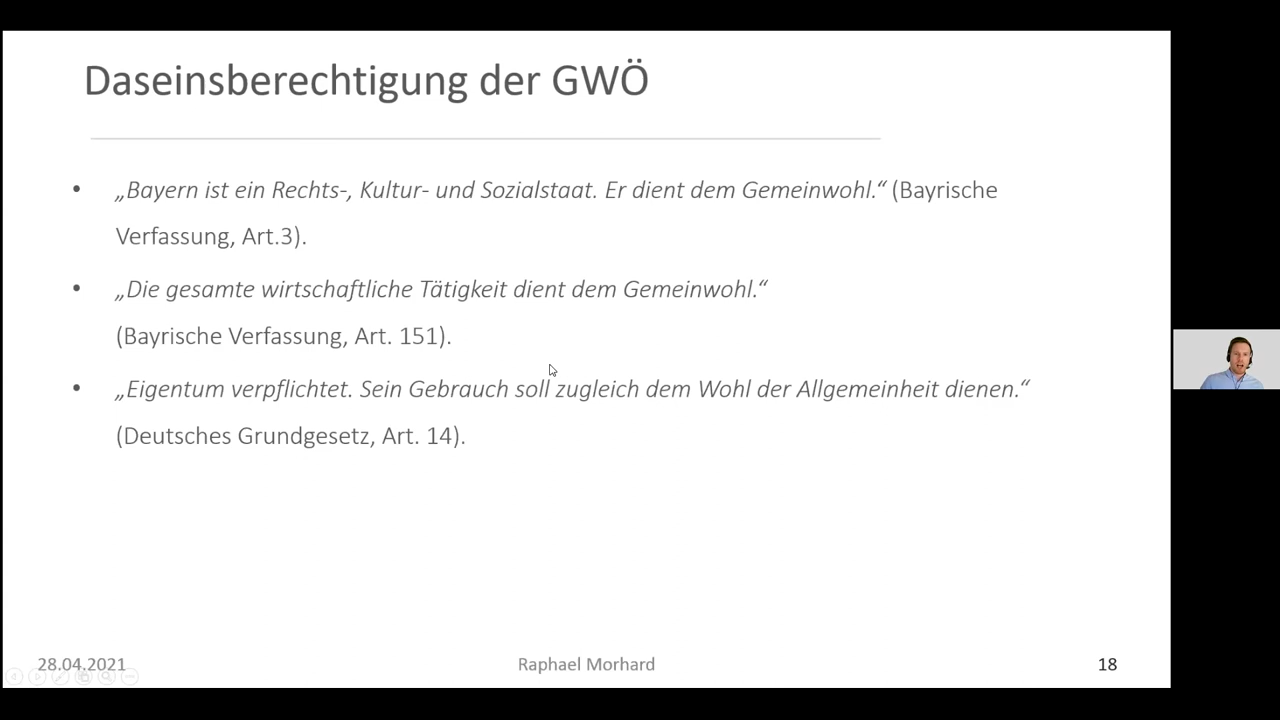 Daseinsberechtigung der GWÖ
• „Bayern ist ein Rechts-, Kultur- und Sozialstaat. Er dient dem Gemeinwohl.“ (Bayrische
Verfassung, Art.3).
• „Die gesamte wirtschaftliche Tätigkeit dient dem Gemeinwohl.“
(Bayrische Verfassung, Art. 151).
• „Eigentum verpflichtet. Sein Gebrauch soll zugleich dem Wohl der Allgemeinheit dienen.“
(Deutsches Grundgesetz, Art. 14).
28.04.2021 Raphael Morhard 18